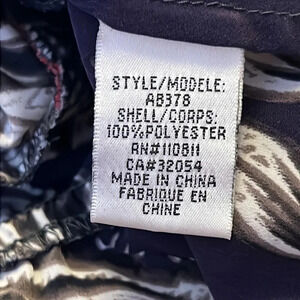 STYLE/MODELE:
AB378
SHELL/CORPS:
100%POLYESTER
RN#110811
CA#32054
MADE IN CHINA
FABRIQUE EN
CHINE